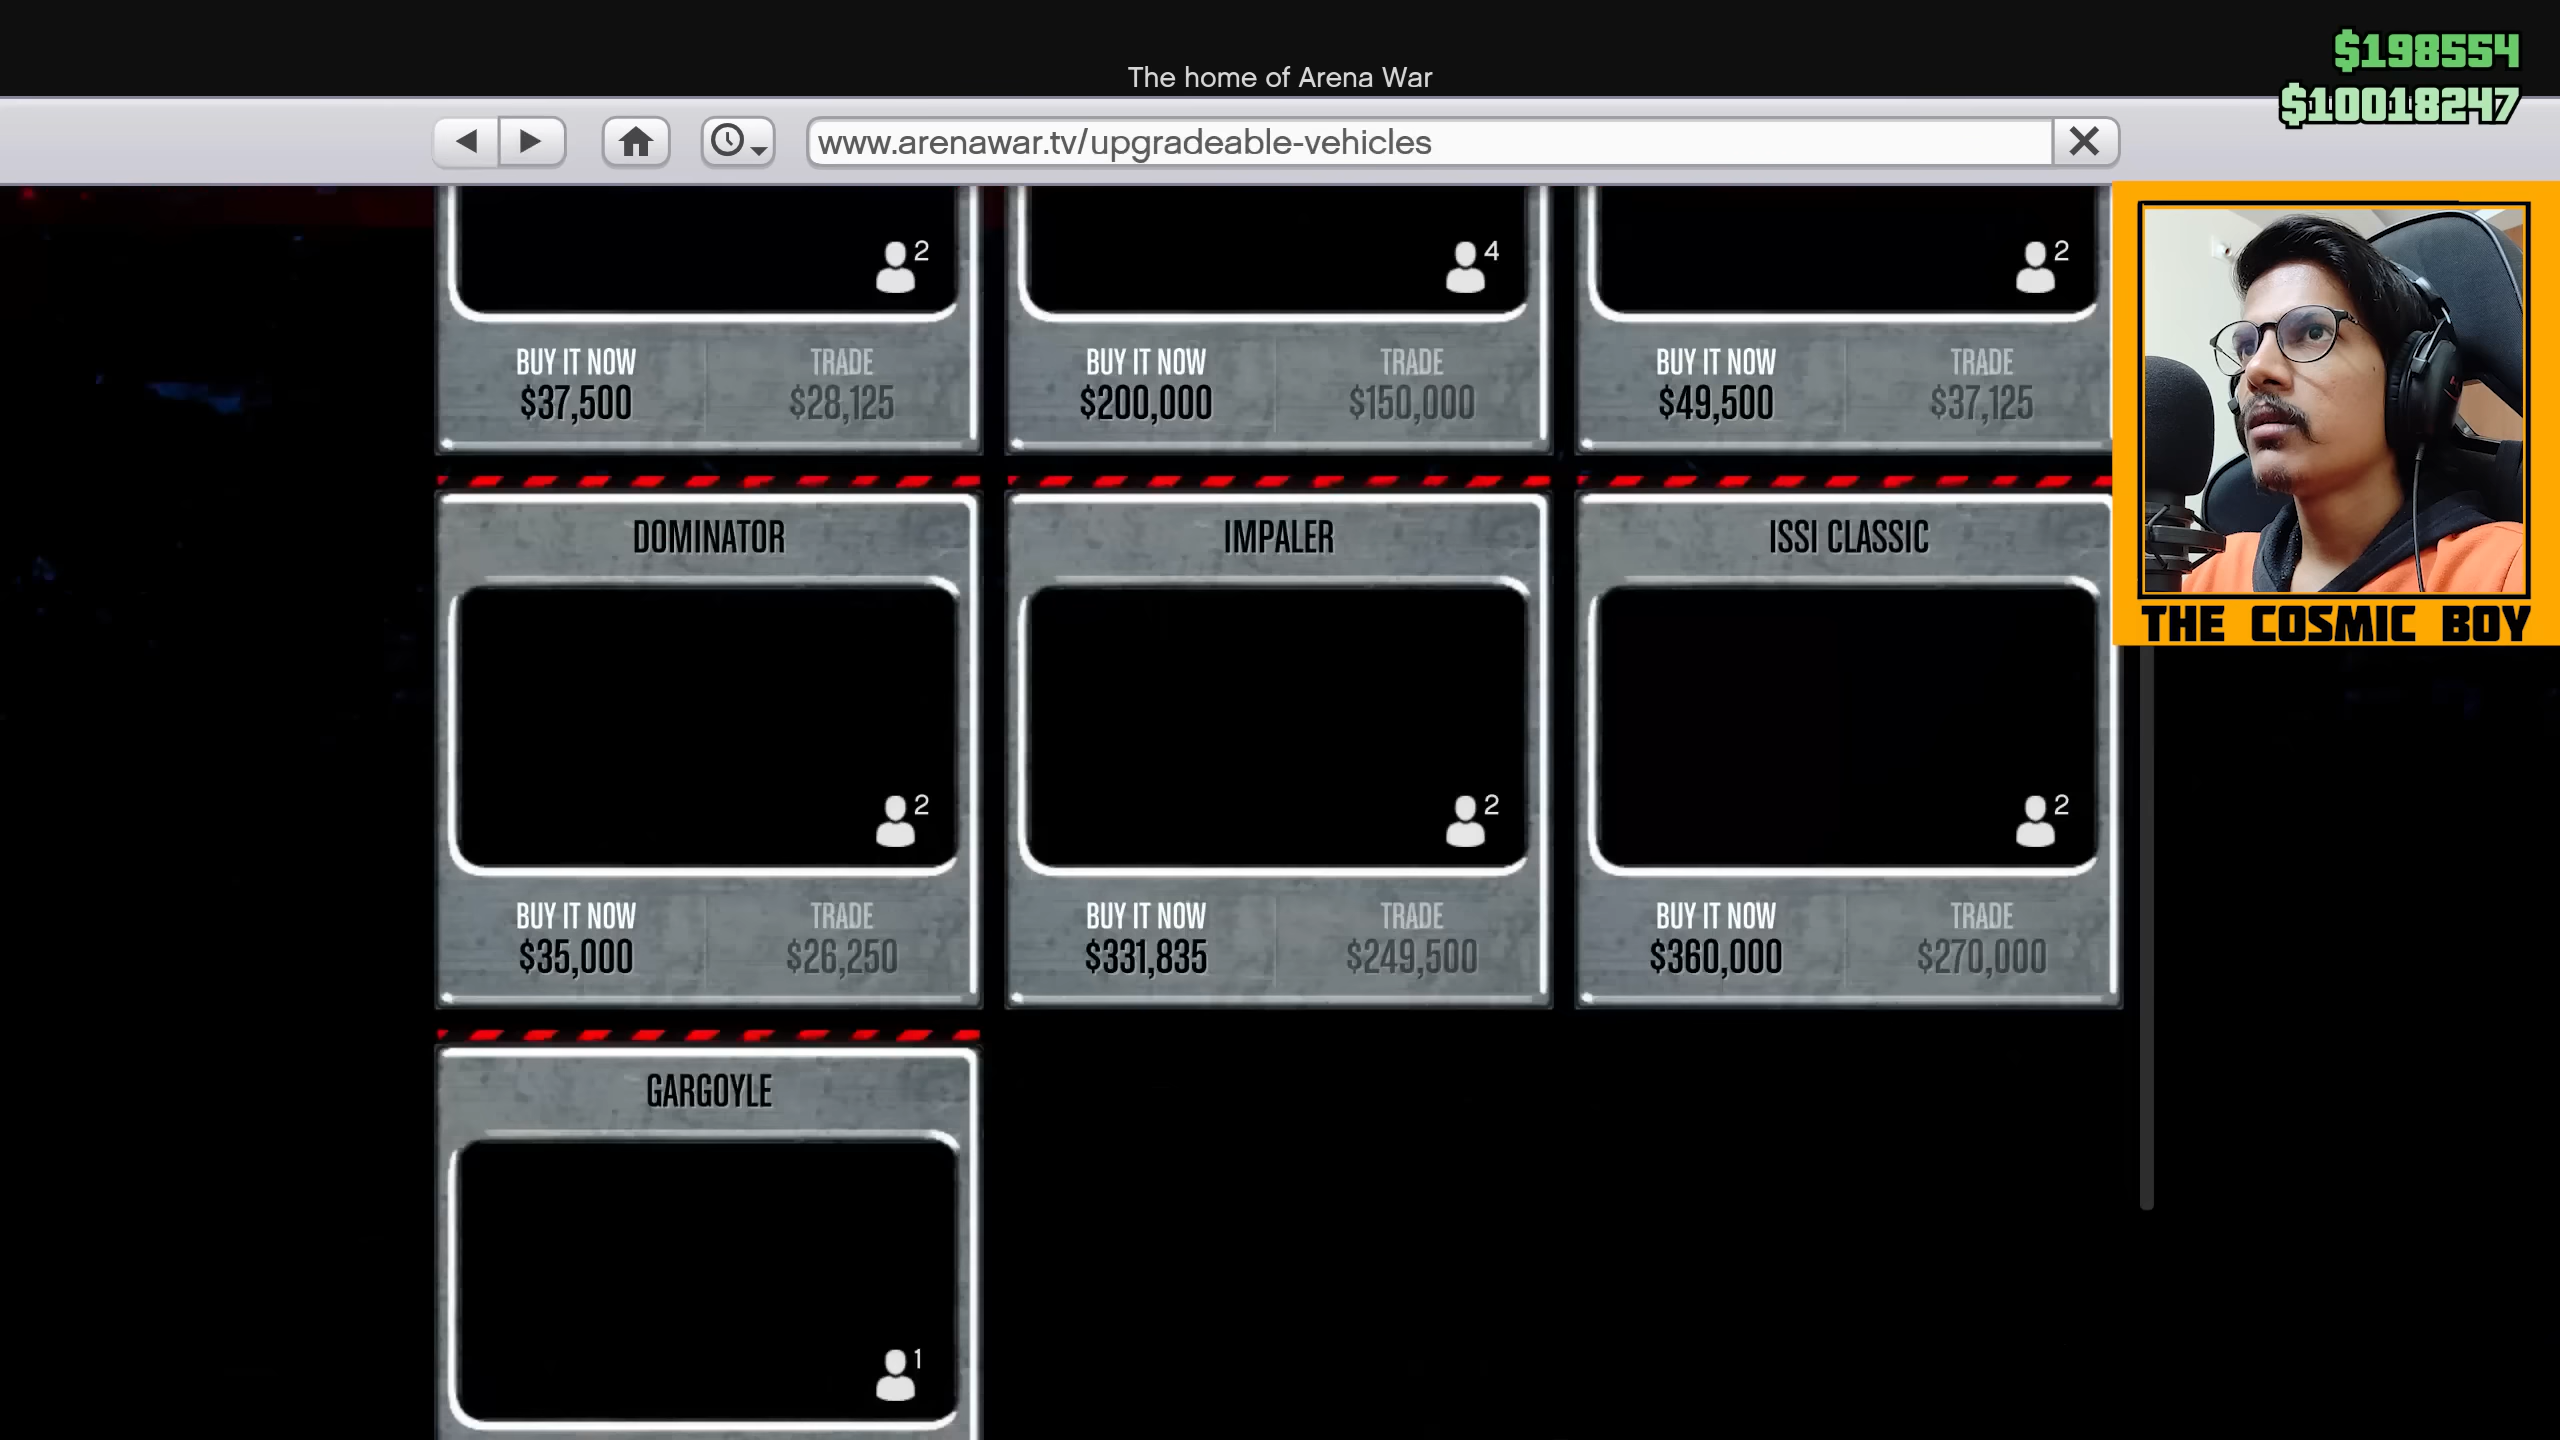 $198554
The home of Arena War
$10018247
www.arenawar.tv/upgradeable-vehicles
2
4
2
BUY IT NOW TRADE
$37,500 $28,125
BUY IT NOW TRADE
$200,000 $150,000
BUY IT NOW TRADE
$49,500 $37,125
THE COSMIC BOY
DOMINATOR
2
BUY IT NOW TRADE
$35,000 $26,250
IMPALER
2
BUY IT NOW TRADE
$331,835 $249,500
ISSI CLASSIC
2
BUY IT NOW TRADE
$360,000 $270,000
GARGOYLE
1